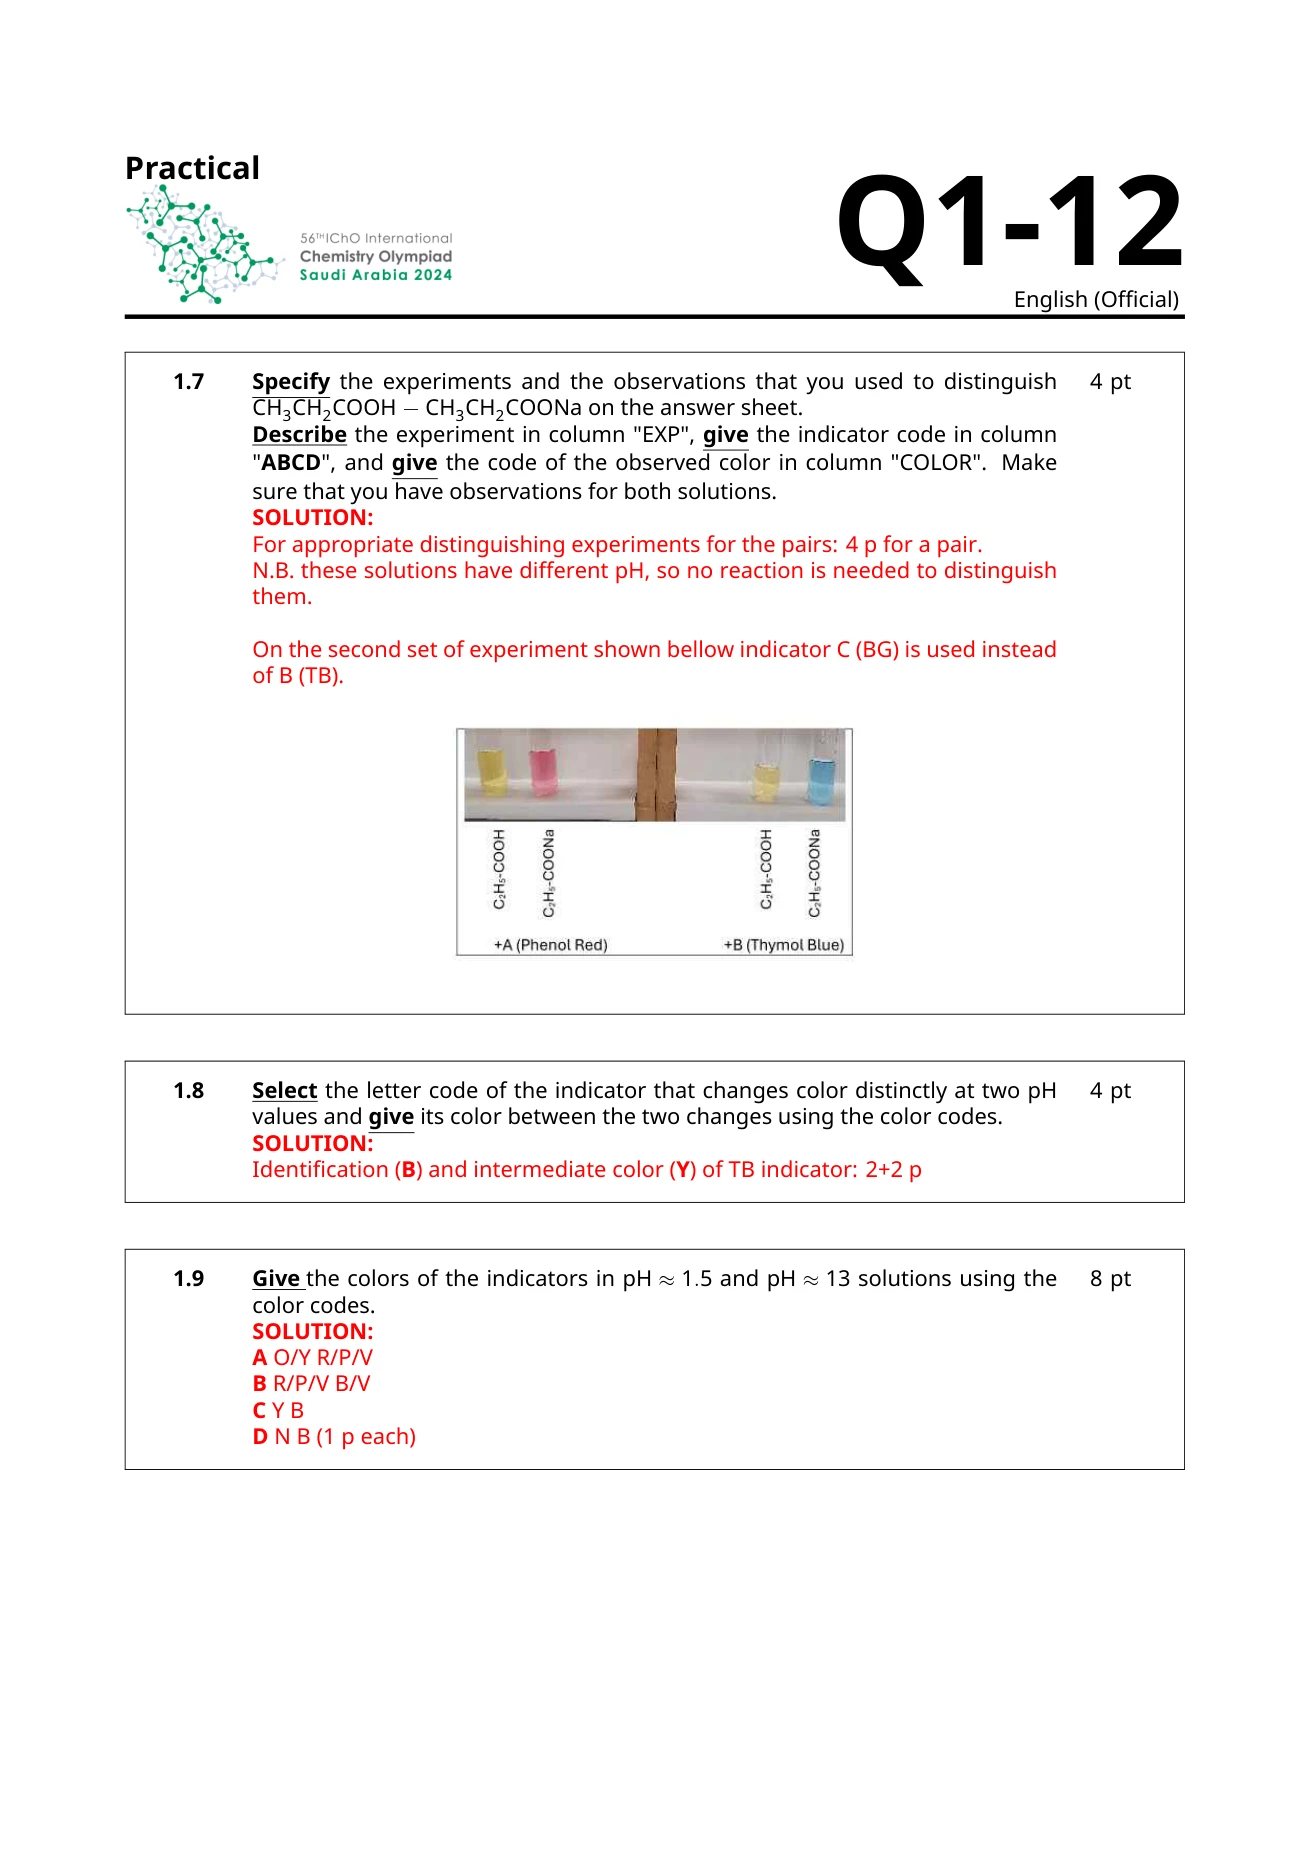 Practical
56ᵀᴴIChO International
Chemistry Olympiad
Saudi Arabia 2024
Q1-12
English (Official)
1.7 Specify the experiments and the observations that you used to distinguish 4 pt
CH₃CH₂COOH − CH₃CH₂COONa on the answer sheet.
Describe the experiment in column "EXP", give the indicator code in column
"ABCD", and give the code of the observed color in column "COLOR". Make
sure that you have observations for both solutions.
SOLUTION:
For appropriate distinguishing experiments for the pairs: 4 p for a pair.
N.B. these solutions have different pH, so no reaction is needed to distinguish
them.
On the second set of experiment shown bellow indicator C (BG) is used instead
of B (TB).
C₂H₅-COOH
C₂H₅-COONa
C₂H₅-COOH
C₂H₅-COONa
+A (Phenol Red) +B (Thymol Blue)
1.8 Select the letter code of the indicator that changes color distinctly at two pH 4 pt
values and give its color between the two changes using the color codes.
SOLUTION:
Identification (B) and intermediate color (Y) of TB indicator: 2+2 p
1.9 Give the colors of the indicators in pH ≈ 1.5 and pH ≈ 13 solutions using the 8 pt
color codes.
SOLUTION:
A O/Y R/P/V
B R/P/V B/V
C Y B
D N B (1 p each)